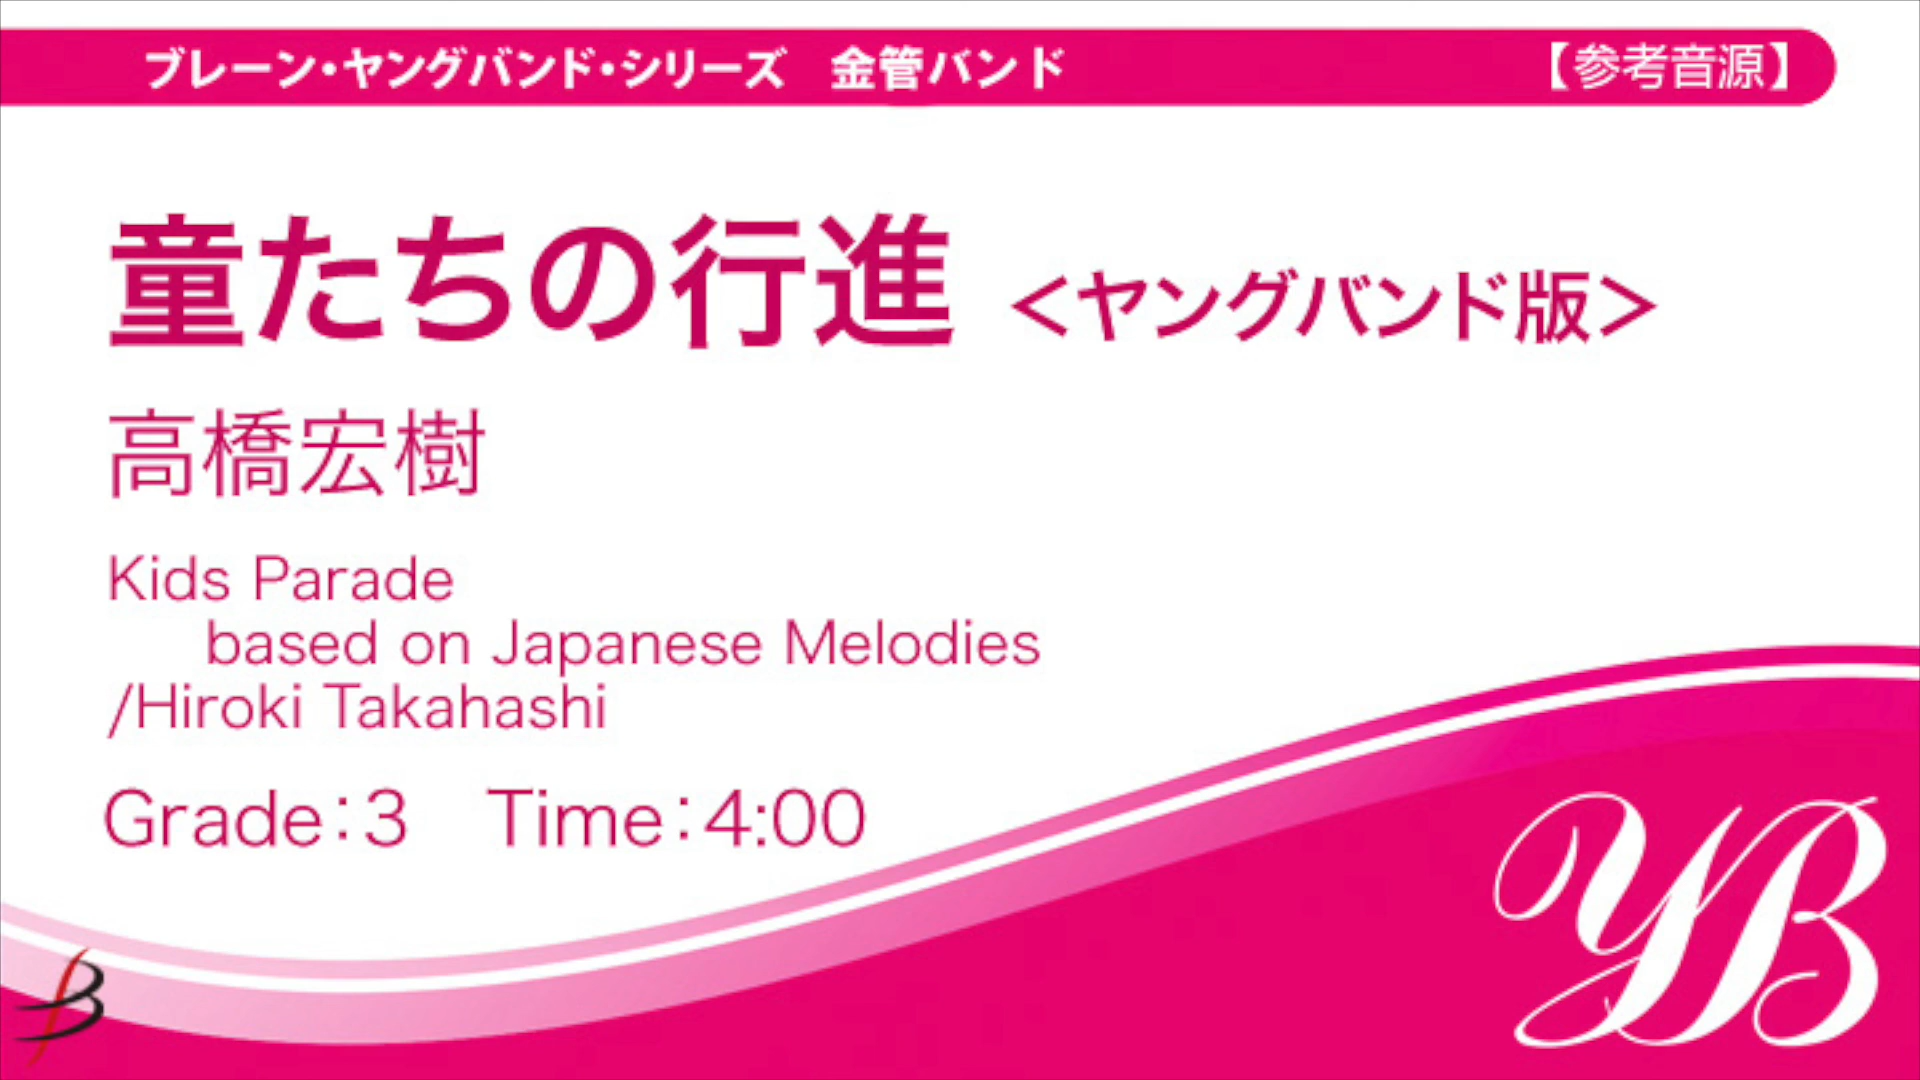 ブレーン・ヤングバンド・シリーズ 金管バンド 【参考音源】
童たちの行進 <ヤングバンド版>
高橋宏樹
Kids Parade
based on Japanese Melodies
/Hiroki Takahashi
Grade:3 Time:4:00
YB
B